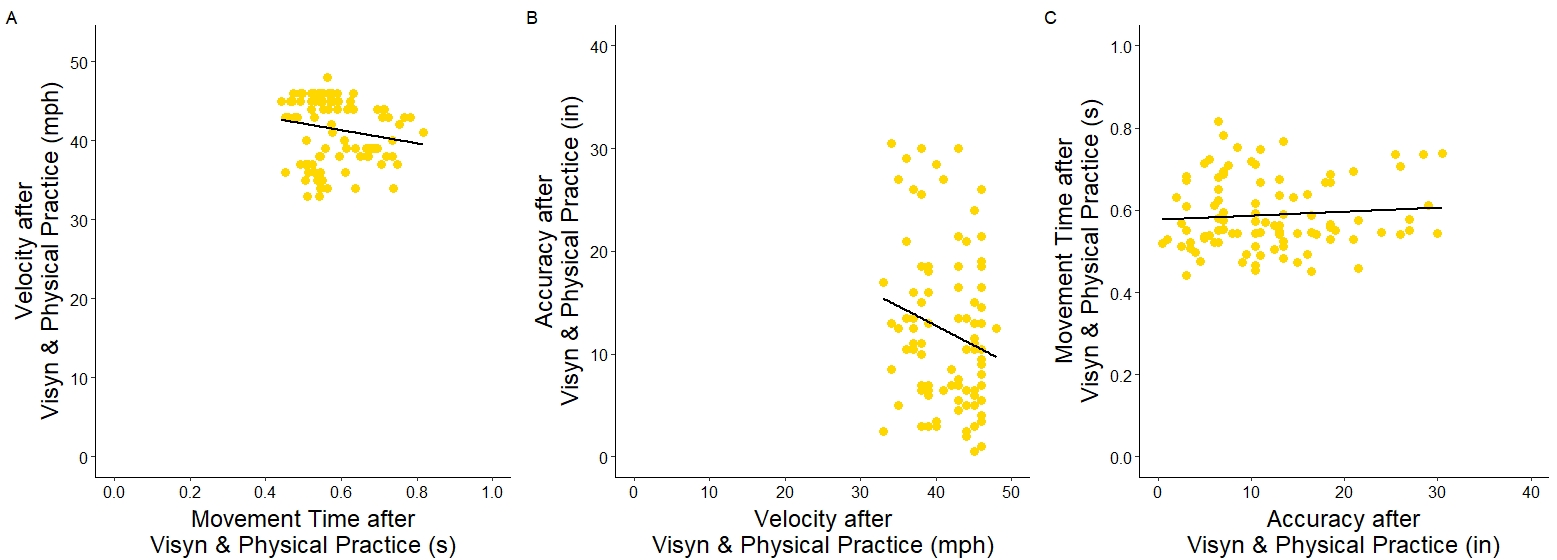 A
Velocity after
Visyn & Physical Practice (mph)
50
40
30
20
10
0
0.0 0.2 0.4 0.6 0.8 1.0
Movement Time after
Visyn & Physical Practice (s)
B
Accuracy after
Visyn & Physical Practice (in)
40
30
20
10
0
0 10 20 30 40 50
Velocity after
Visyn & Physical Practice (mph)
C
Movement Time after
Visyn & Physical Practice (s)
1.0
0.8
0.6
0.4
0.2
0.0
0 10 20 30 40
Accuracy after
Visyn & Physical Practice (in)